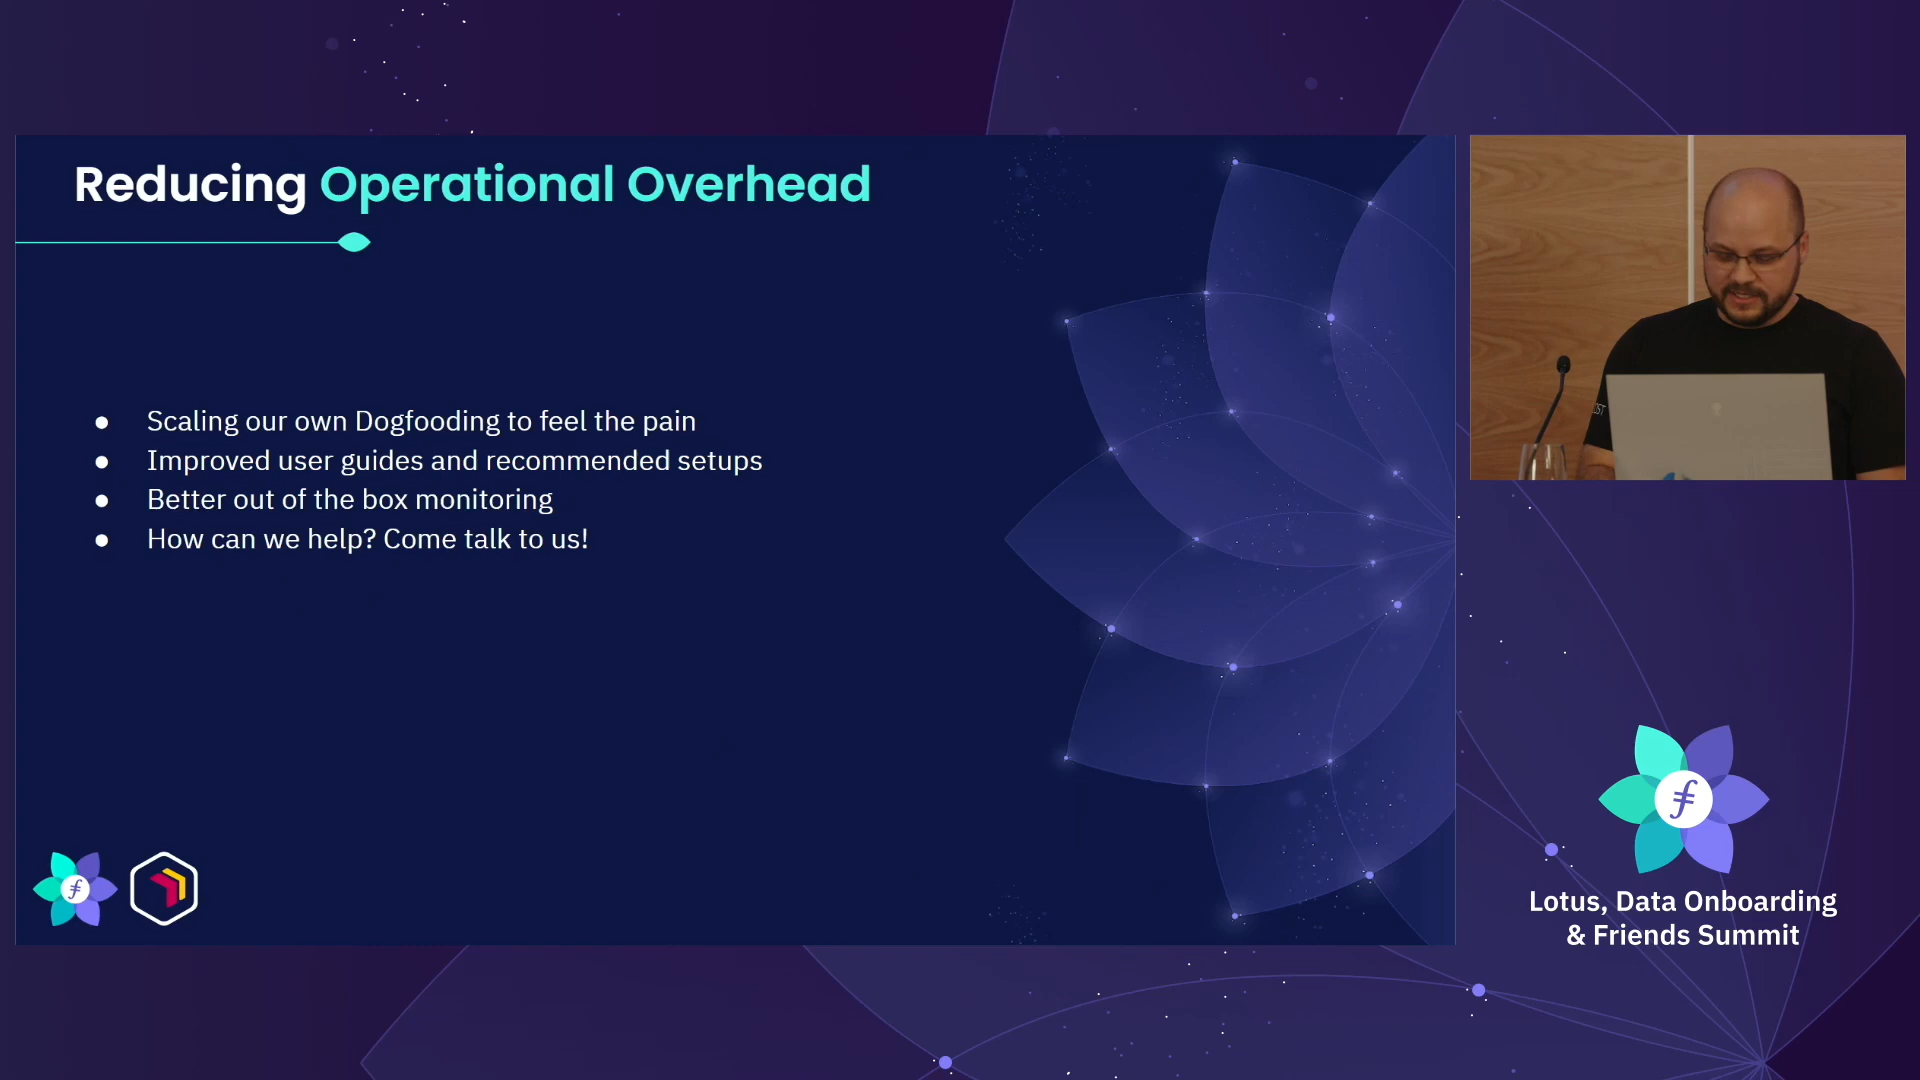 Reducing Operational Overhead
Scaling our own Dogfooding to feel the pain
Improved user guides and recommended setups
Better out of the box monitoring
How can we help? Come talk to us!
Lotus, Data Onboarding
& Friends Summit